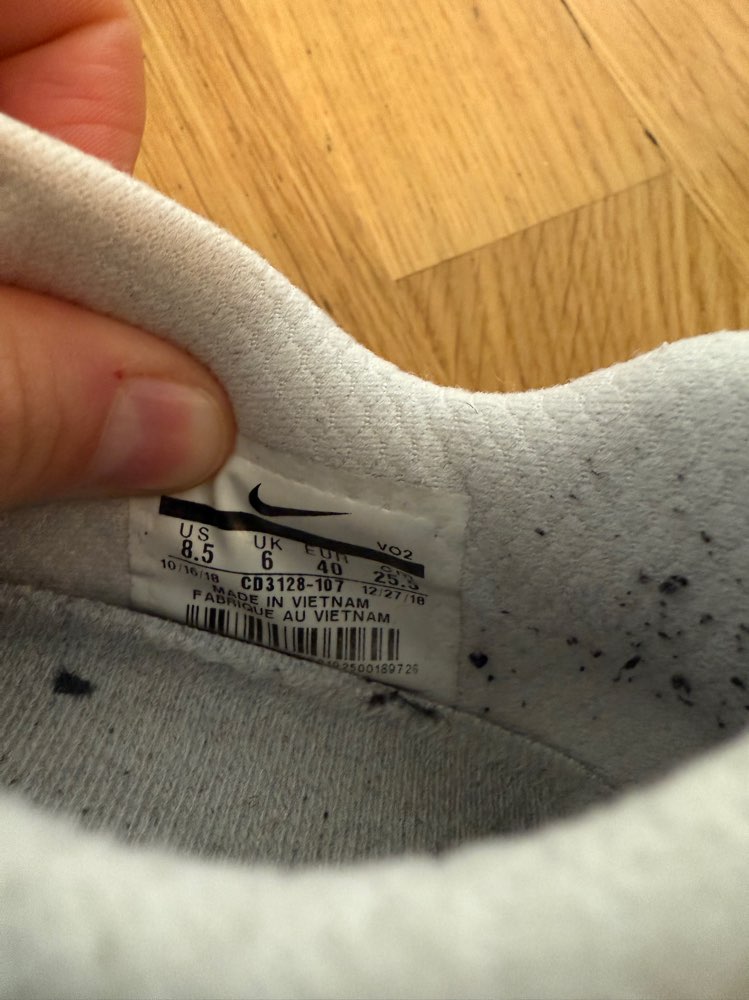 US UK EUR VO2
8.5 6 40 25.5
10/16/18 CD3128-107 12/27/18
MADE IN VIETNAM
FABRIQUE AU VIETNAM